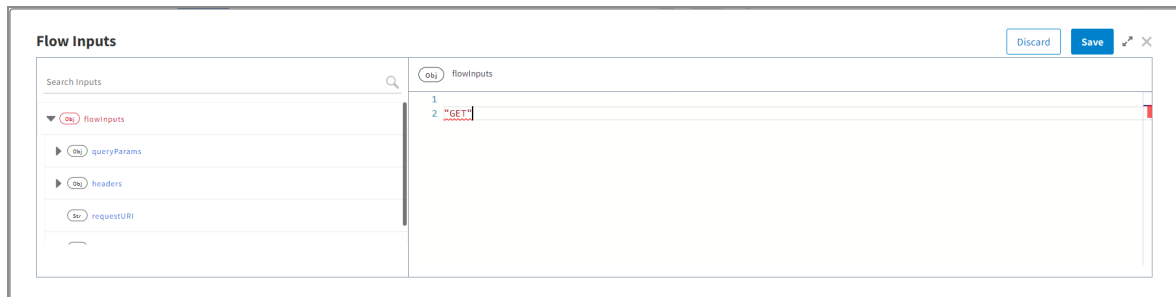 Flow Inputs
Discard
Save
Search Inputs
Obj flowInputs
Obj flowInputs
Obj queryParams
Obj headers
Str requestURI
1
2 "GET"